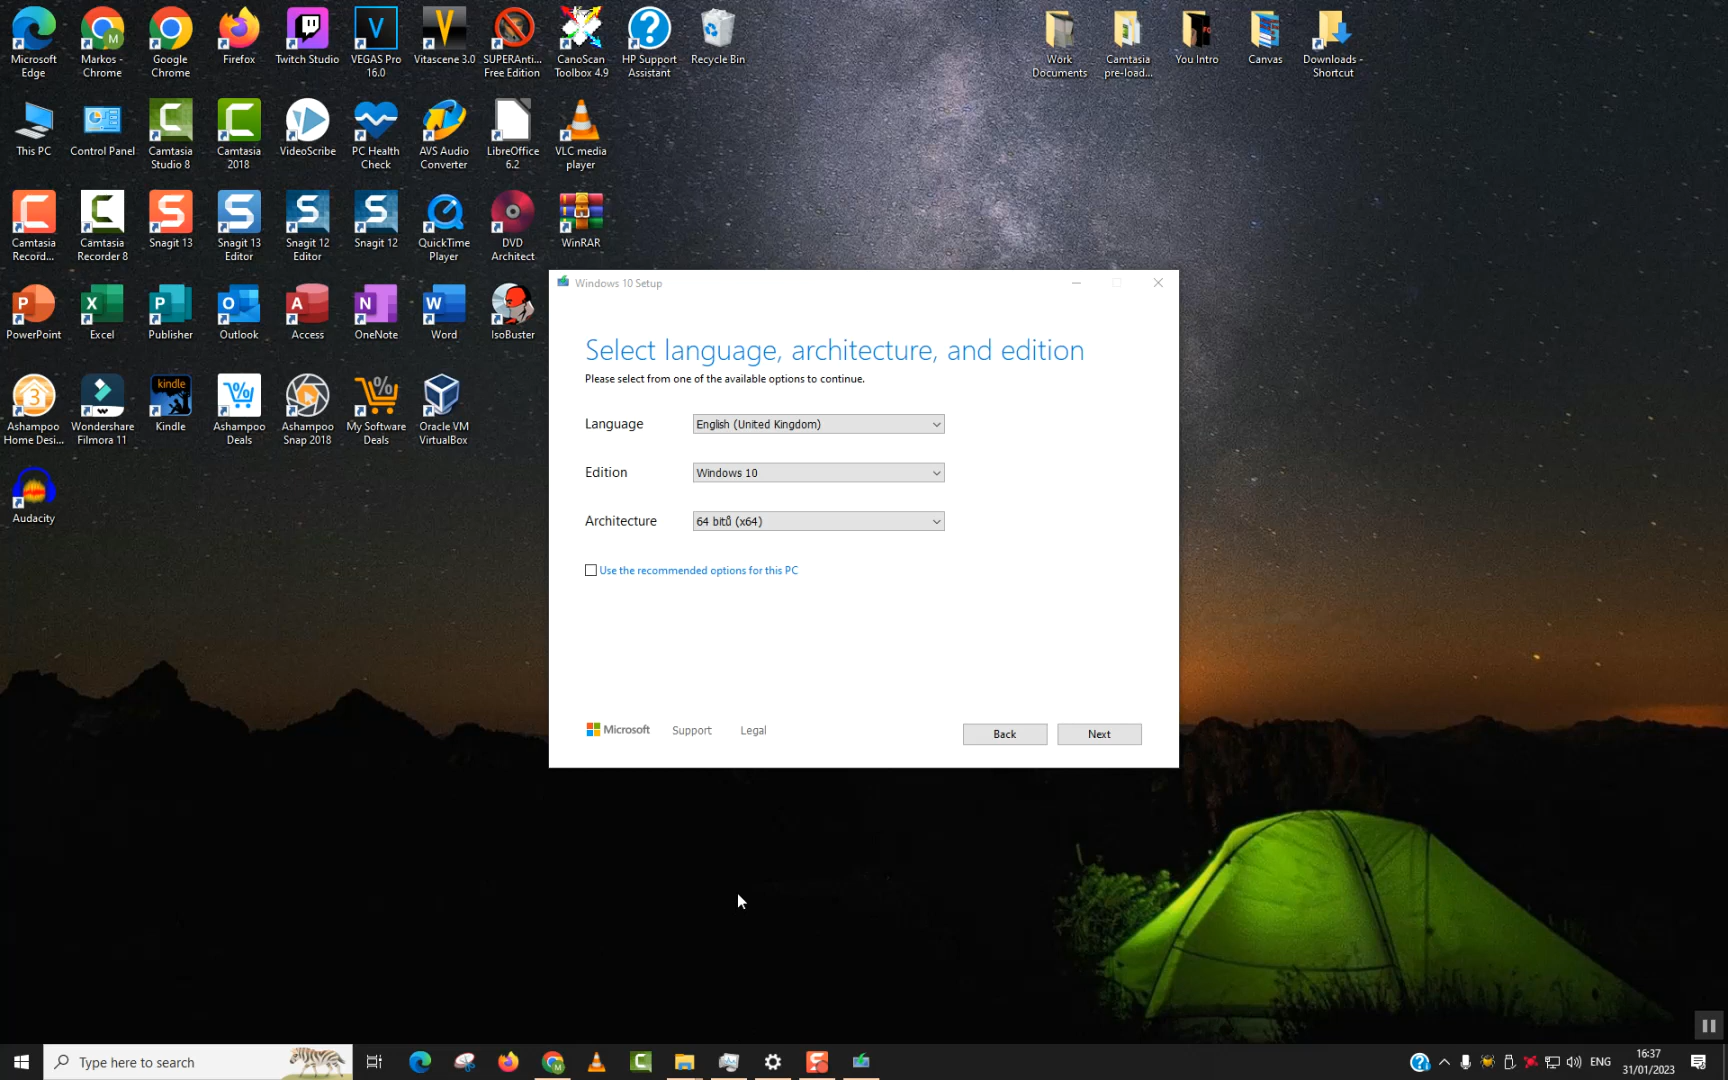 Microsoft
Edge
Markos -
Chrome
Google
Chrome
Firefox
Twitch Studio
VEGAS Pro
16.0
Vitascene 3.0
SUPERAnti...
Free Edition
CanoScan
Toolbox 4.9
HP Support
Assistant
Recycle Bin
Work
Documents
Camtasia
pre-load...
You Intro
Canvas
Downloads -
Shortcut
This PC
Control Panel
Camtasia
Studio 8
Camtasia
2018
VideoScribe
PC Health
Check
AVS Audio
Converter
LibreOffice
6.2
VLC media
player
Camtasia
Record...
Camtasia
Recorder 8
Snagit 13
Snagit 13
Editor
Snagit 12
Editor
Snagit 12
QuickTime
Player
DVD
Architect
WinRAR
PowerPoint
Excel
Publisher
Outlook
Access
OneNote
Word
IsoBuster
kindle
Ashampoo
Home Desi...
Wondershare
Filmora 11
Kindle
Ashampoo
Deals
Ashampoo
Snap 2018
My Software
Deals
Oracle VM
VirtualBox
Audacity
Windows 10 Setup
Select language, architecture, and edition
Please select from one of the available options to continue.
Language
English (United Kingdom)
Edition
Windows 10
Architecture
64 bitů (x64)
Use the recommended options for this PC
Microsoft
Support
Legal
Back
Next
Type here to search
ENG
16:37
31/01/2023